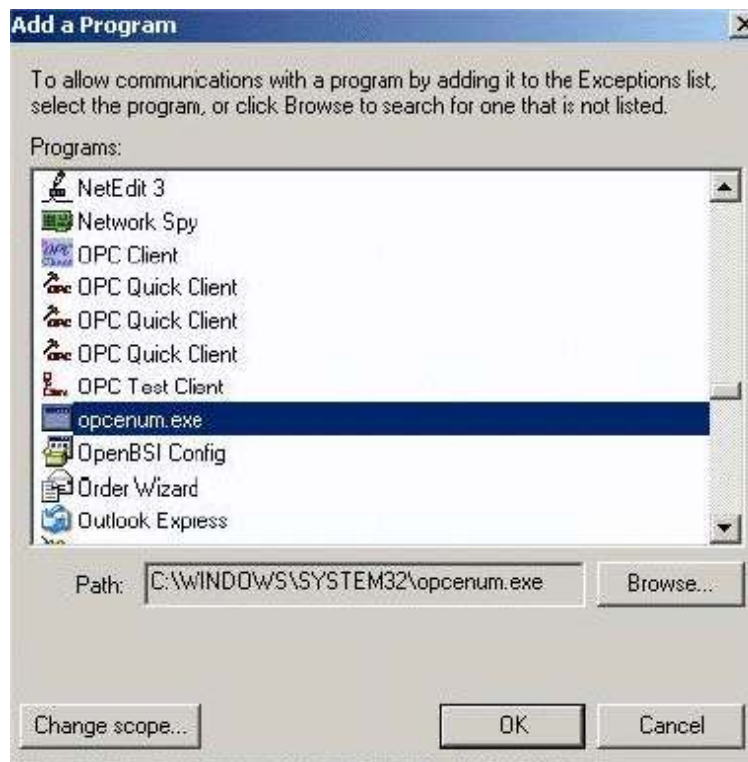 Add a Program
To allow communications with a program by adding it to the Exceptions list,
select the program, or click Browse to search for one that is not listed.
Programs:
NetEdit 3
Network Spy
OPC Client
OPC Quick Client
OPC Quick Client
OPC Quick Client
OPC Test Client
opcenum.exe
OpenBSI Config
Order Wizard
Outlook Express
Path: C:\WINDOWS\SYSTEM32\opcenum.exe Browse...
Change scope... OK Cancel